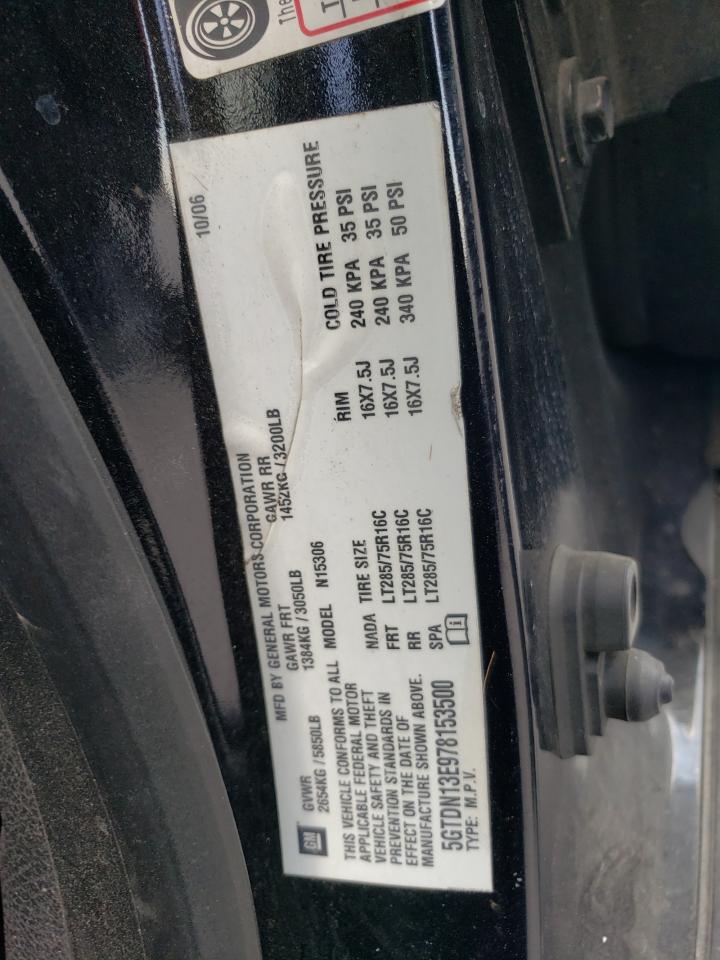 The
10/06
MFD BY GENERAL MOTORS CORPORATION
GM
GVWR GAWR FRT GAWR RR
2654KG / 5850LB 1384KG / 3050LB 1452KG / 3200LB
THIS VEHICLE CONFORMS TO ALL
APPLICABLE FEDERAL MOTOR
VEHICLE SAFETY AND THEFT
PREVENTION STANDARDS IN
EFFECT ON THE DATE OF
MANUFACTURE SHOWN ABOVE.
5GTDN13E978153500
TYPE: M.P.V.
MODEL N15306
NADA TIRE SIZE RIM COLD TIRE PRESSURE
FRT LT285/75R16C 16X7.5J 240 KPA 35 PSI
RR LT285/75R16C 16X7.5J 240 KPA 35 PSI
SPA LT285/75R16C 16X7.5J 340 KPA 50 PSI